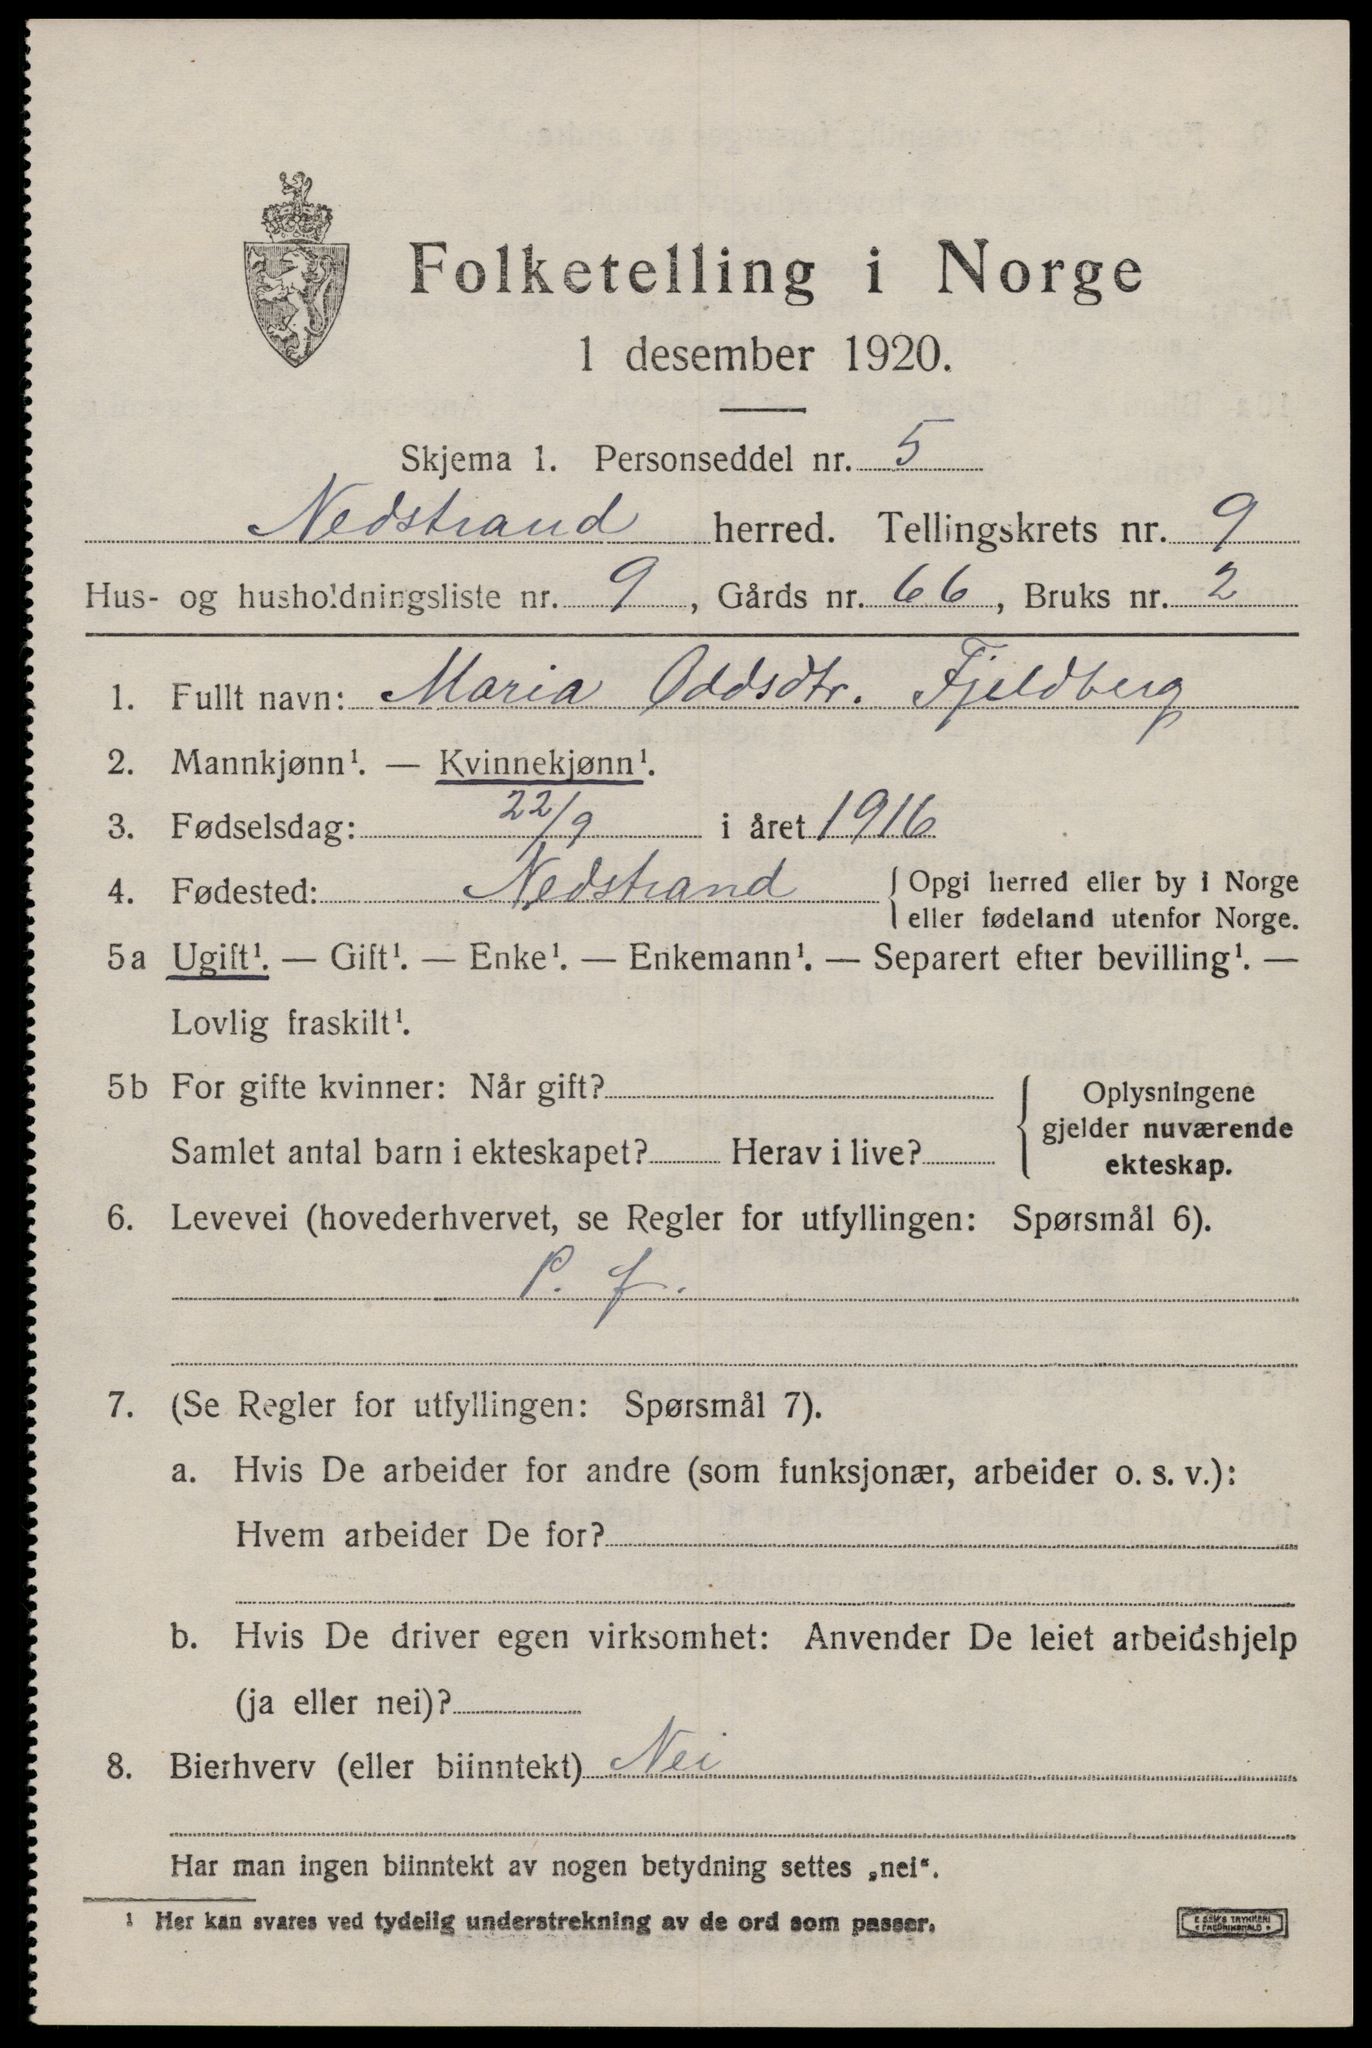 Folketelling i Norge
1 desember 1920.
Skjema 1. Personseddel nr. 5
Nedstrand herred. Tellingskrets nr. 9
Hus- og husholdningsliste nr. 9, Gårds nr. 66, Bruks nr. 2
1. Fullt navn: Maria Oddsdtr. Fjeldberg
2. Mannkjønn¹. — Kvinnekjønn¹.
3. Fødselsdag: 22/9 i året 1916
4. Fødested: Nedstrand { Opgi herred eller by i Norge
eller fødeland utenfor Norge.
5a Ugift¹. — Gift¹. — Enke¹. — Enkemann¹. — Separert efter bevilling¹. —
Lovlig fraskilt¹.
5b For gifte kvinner: Når gift? { Oplysningene
gjelder nuværende
Samlet antal barn i ekteskapet? Herav i live?
ekteskap.
6. Levevei (hovederhvervet, se Regler for utfyllingen: Spørsmål 6).
P. f.
7. (Se Regler for utfyllingen: Spørsmål 7).
a. Hvis De arbeider for andre (som funksjonær, arbeider o. s. v.):
Hvem arbeider De for?
b. Hvis De driver egen virksomhet: Anvender De leiet arbeidshjelp
(ja eller nei)?
8. Bierhverv (eller biinntekt) Nei
Har man ingen biinntekt av nogen betydning settes „nei“.
¹ Her kan svares ved tydelig understrekning av de ord som passer.
E. SEM'S TRYKKERI
FREDRIKSHALD